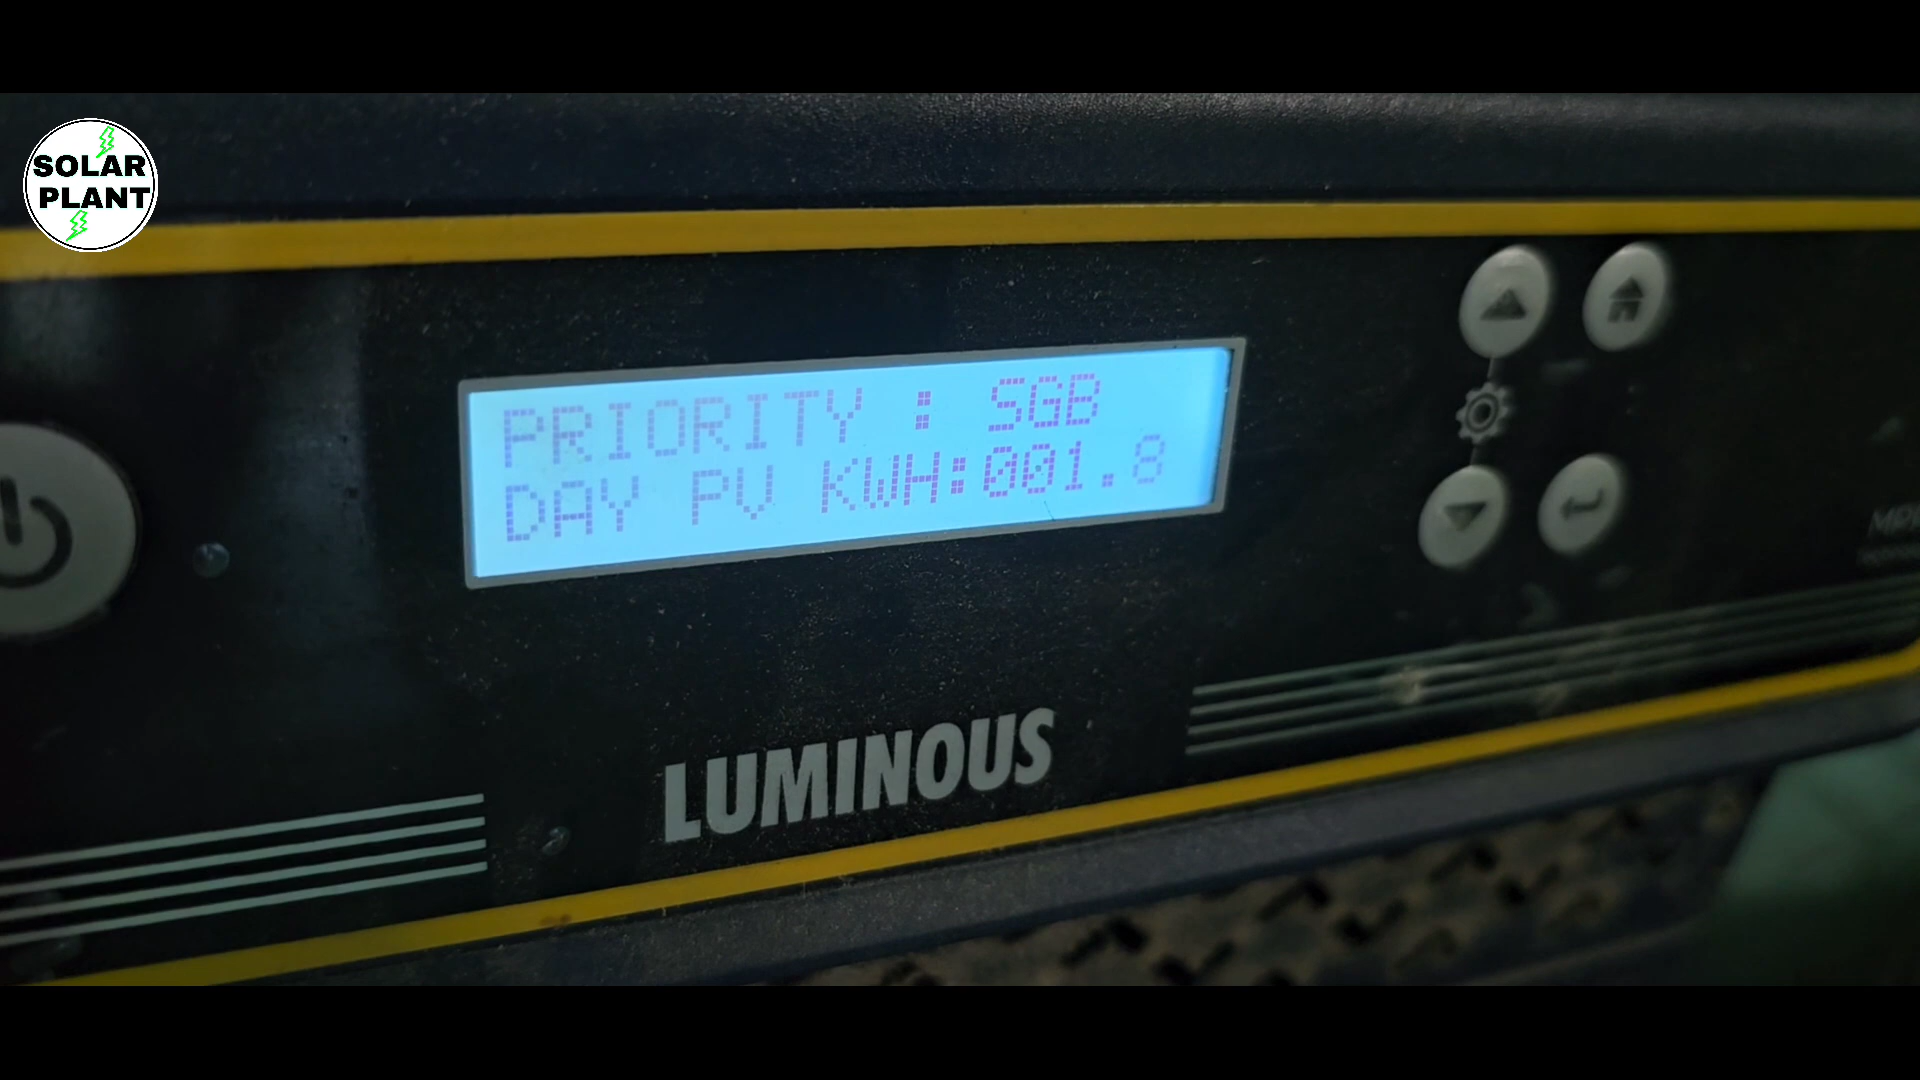 SOLAR
PLANT
PRIORITY : SGB
DAY PV KWH:001.8
LUMINOUS